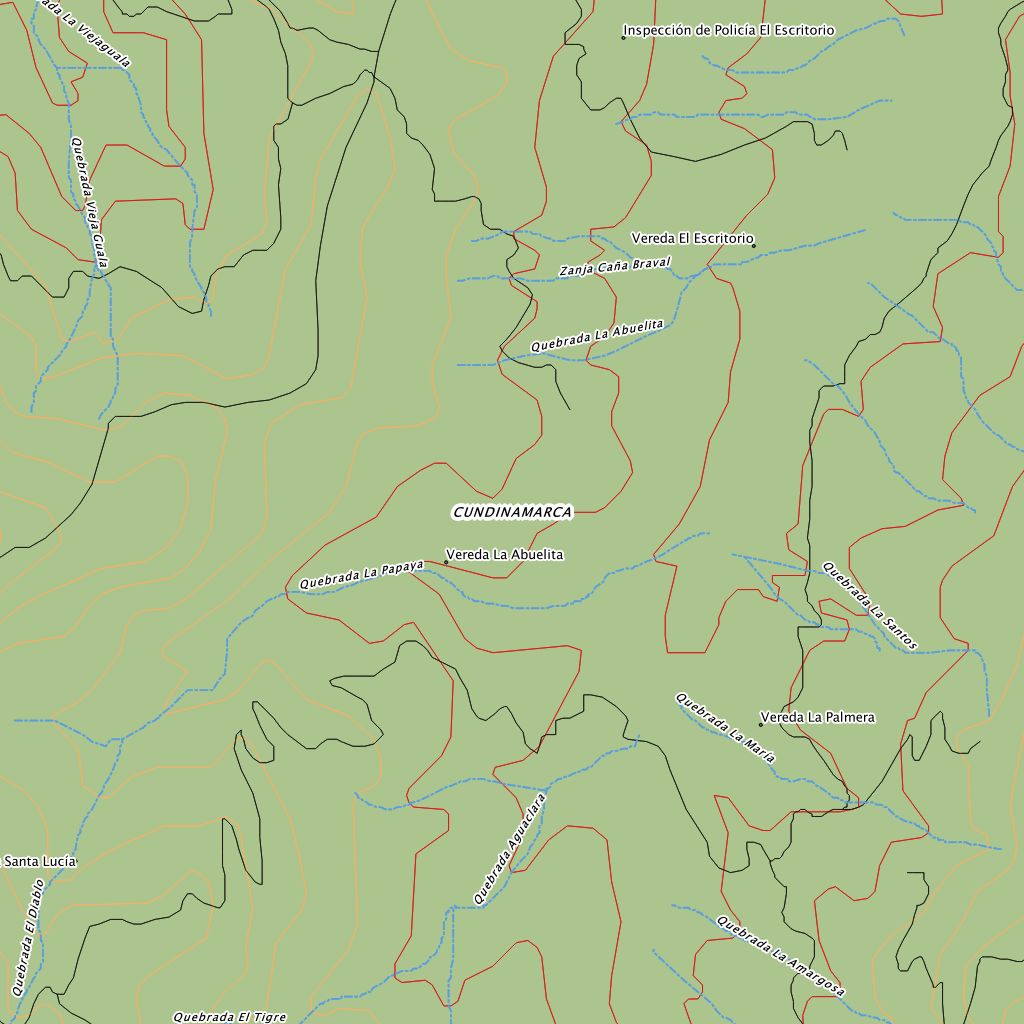 ada La Viejaguala
Inspección de Policía El Escritorio
Quebrada Vieja Guala
Vereda El Escritorio
Zanja Caña Braval
Quebrada La Abuelita
CUNDINAMARCA
Vereda La Abuelita
Quebrada La Papaya
Quebrada La Santos
Quebrada La María
Vereda La Palmera
Quebrada Aguaclara
Santa Lucía
Quebrada El Diablo
Quebrada La Amargosa
Quebrada El Tigre